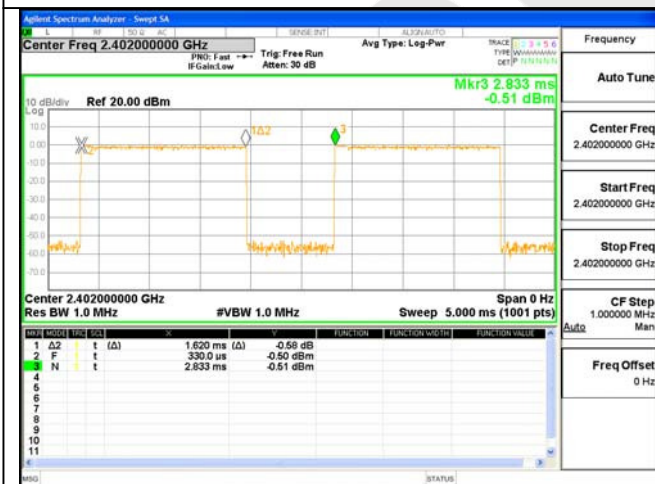 Agilent Spectrum Analyzer - Swept SA
L RF 50 Ω AC SENSE:INT ALIGNAUTO
Center Freq 2.402000000 GHz
PNO: Fast
IFGain:Low
Trig: Free Run
Atten: 30 dB
Avg Type: Log-Pwr
TRACE 1 2 3 4 5 6
TYPE
DET P N N N N N
Mkr3 2.833 ms
-0.51 dBm
10 dB/div Ref 20.00 dBm
Log
10.0
0.00
-10.0
-20.0
-30.0
-40.0
-50.0
-60.0
-70.0
X2
1Δ2
3
Center 2.402000000 GHz Span 0 Hz
Res BW 1.0 MHz #VBW 1.0 MHz Sweep 5.000 ms (1001 pts)
MKR MODE TRC SCL X Y FUNCTION FUNCTION WIDTH FUNCTION VALUE
1 Δ2 1 t (Δ) 1.620 ms (Δ) -0.58 dB
2 F 1 t 330.0 µs -0.50 dBm
3 N 1 t 2.833 ms -0.51 dBm
4
5
6
7
8
9
10
11
MSG STATUS
Frequency
Auto Tune
Center Freq
2.402000000 GHz
Start Freq
2.402000000 GHz
Stop Freq
2.402000000 GHz
CF Step
1.000000 MHz
Auto Man
Freq Offset
0 Hz